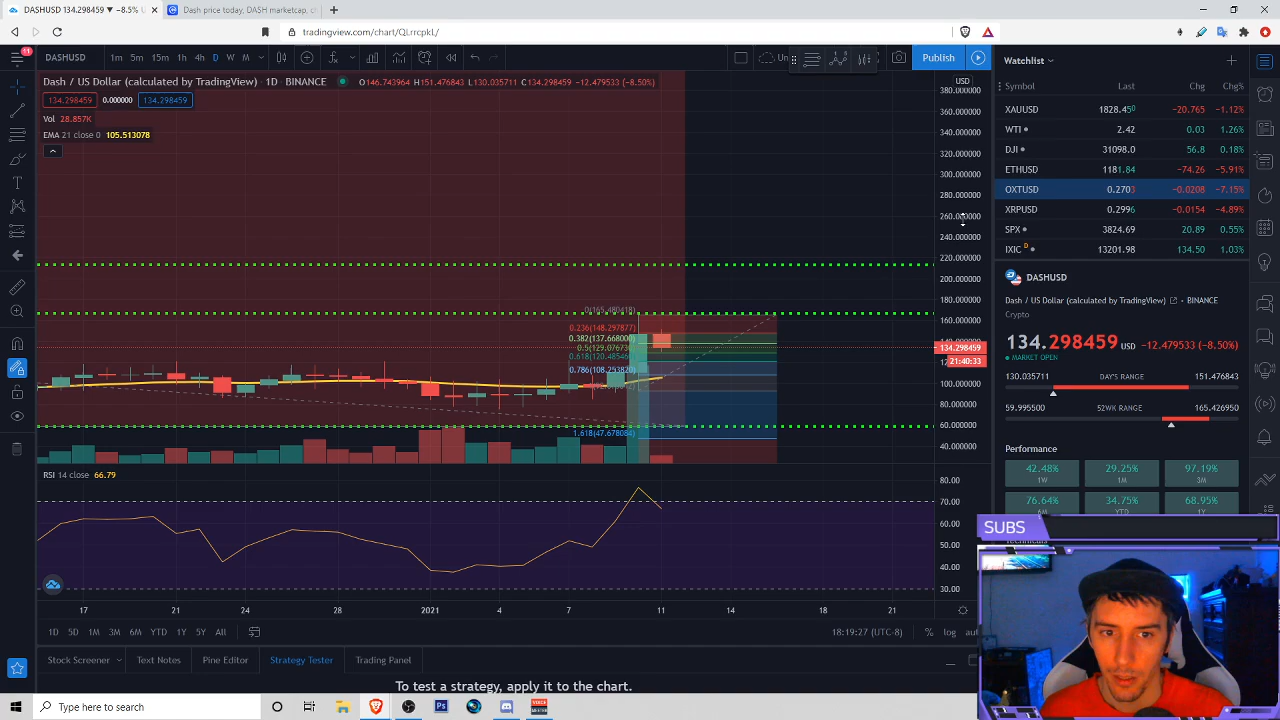 DASHUSD 134.298459 ▼ −8.5% U
Dash price today, DASH marketcap, c
tradingview.com/chart/QLrrcpkL/
11
DASHUSD 1m 5m 15m 1h 4h D W M
Un
Publish
Watchlist
Dash / US Dollar (calculated by TradingView) 1D BINANCE O146.743964 H151.476843 L130.035711 C134.298459 −12.479533 (−8.50%)
134.298459 0.000000 134.298459
Vol 28.857K
EMA 21 close 0 105.513078
USD
380.000000
360.000000
340.000000
320.000000
300.000000
280.000000
260.000000
240.000000
220.000000
200.000000
180.000000
160.000000
134.298459
21:40:33
100.000000
80.000000
60.000000
40.000000
0(165.480418)
0.236(148.297877)
0.382(137.668000)
0.5(129.076730)
0.618(120.485460)
0.786(108.253820)
1.618(47.678084)
RSI 14 close 66.79
80.00
70.00
60.00
50.00
40.00
30.00
17 21 24 28 2021 4 7 11 14 18 21
1D 5D 1M 3M 6M YTD 1Y 5Y All
18:19:27 (UTC-8) % log au
Stock Screener Text Notes Pine Editor Strategy Tester Trading Panel
To test a strategy, apply it to the chart.
Symbol Last Chg Chg%
XAUUSD 1828.450 −20.765 −1.12%
WTI 2.42 0.03 1.26%
DJI 31098.0 56.8 0.18%
ETHUSD 1181.84 −74.26 −5.91%
OXTUSD 0.2703 −0.0208 −7.15%
XRPUSD 0.2996 −0.0154 −4.89%
SPX 3824.69 20.89 0.55%
IXIC D 13201.98 134.50 1.03%
DASHUSD
Dash / US Dollar (calculated by TradingView) BINANCE
Crypto
134.298459 USD −12.479533 (−8.50%)
MARKET OPEN
DAY'S RANGE
130.035711 151.476843
52WK RANGE
59.995500 165.426950
Performance
42.48% 29.25% 97.19%
1W 1M 3M
76.64% 34.75% 68.95%
6M YTD 1Y
SUBS
Type here to search